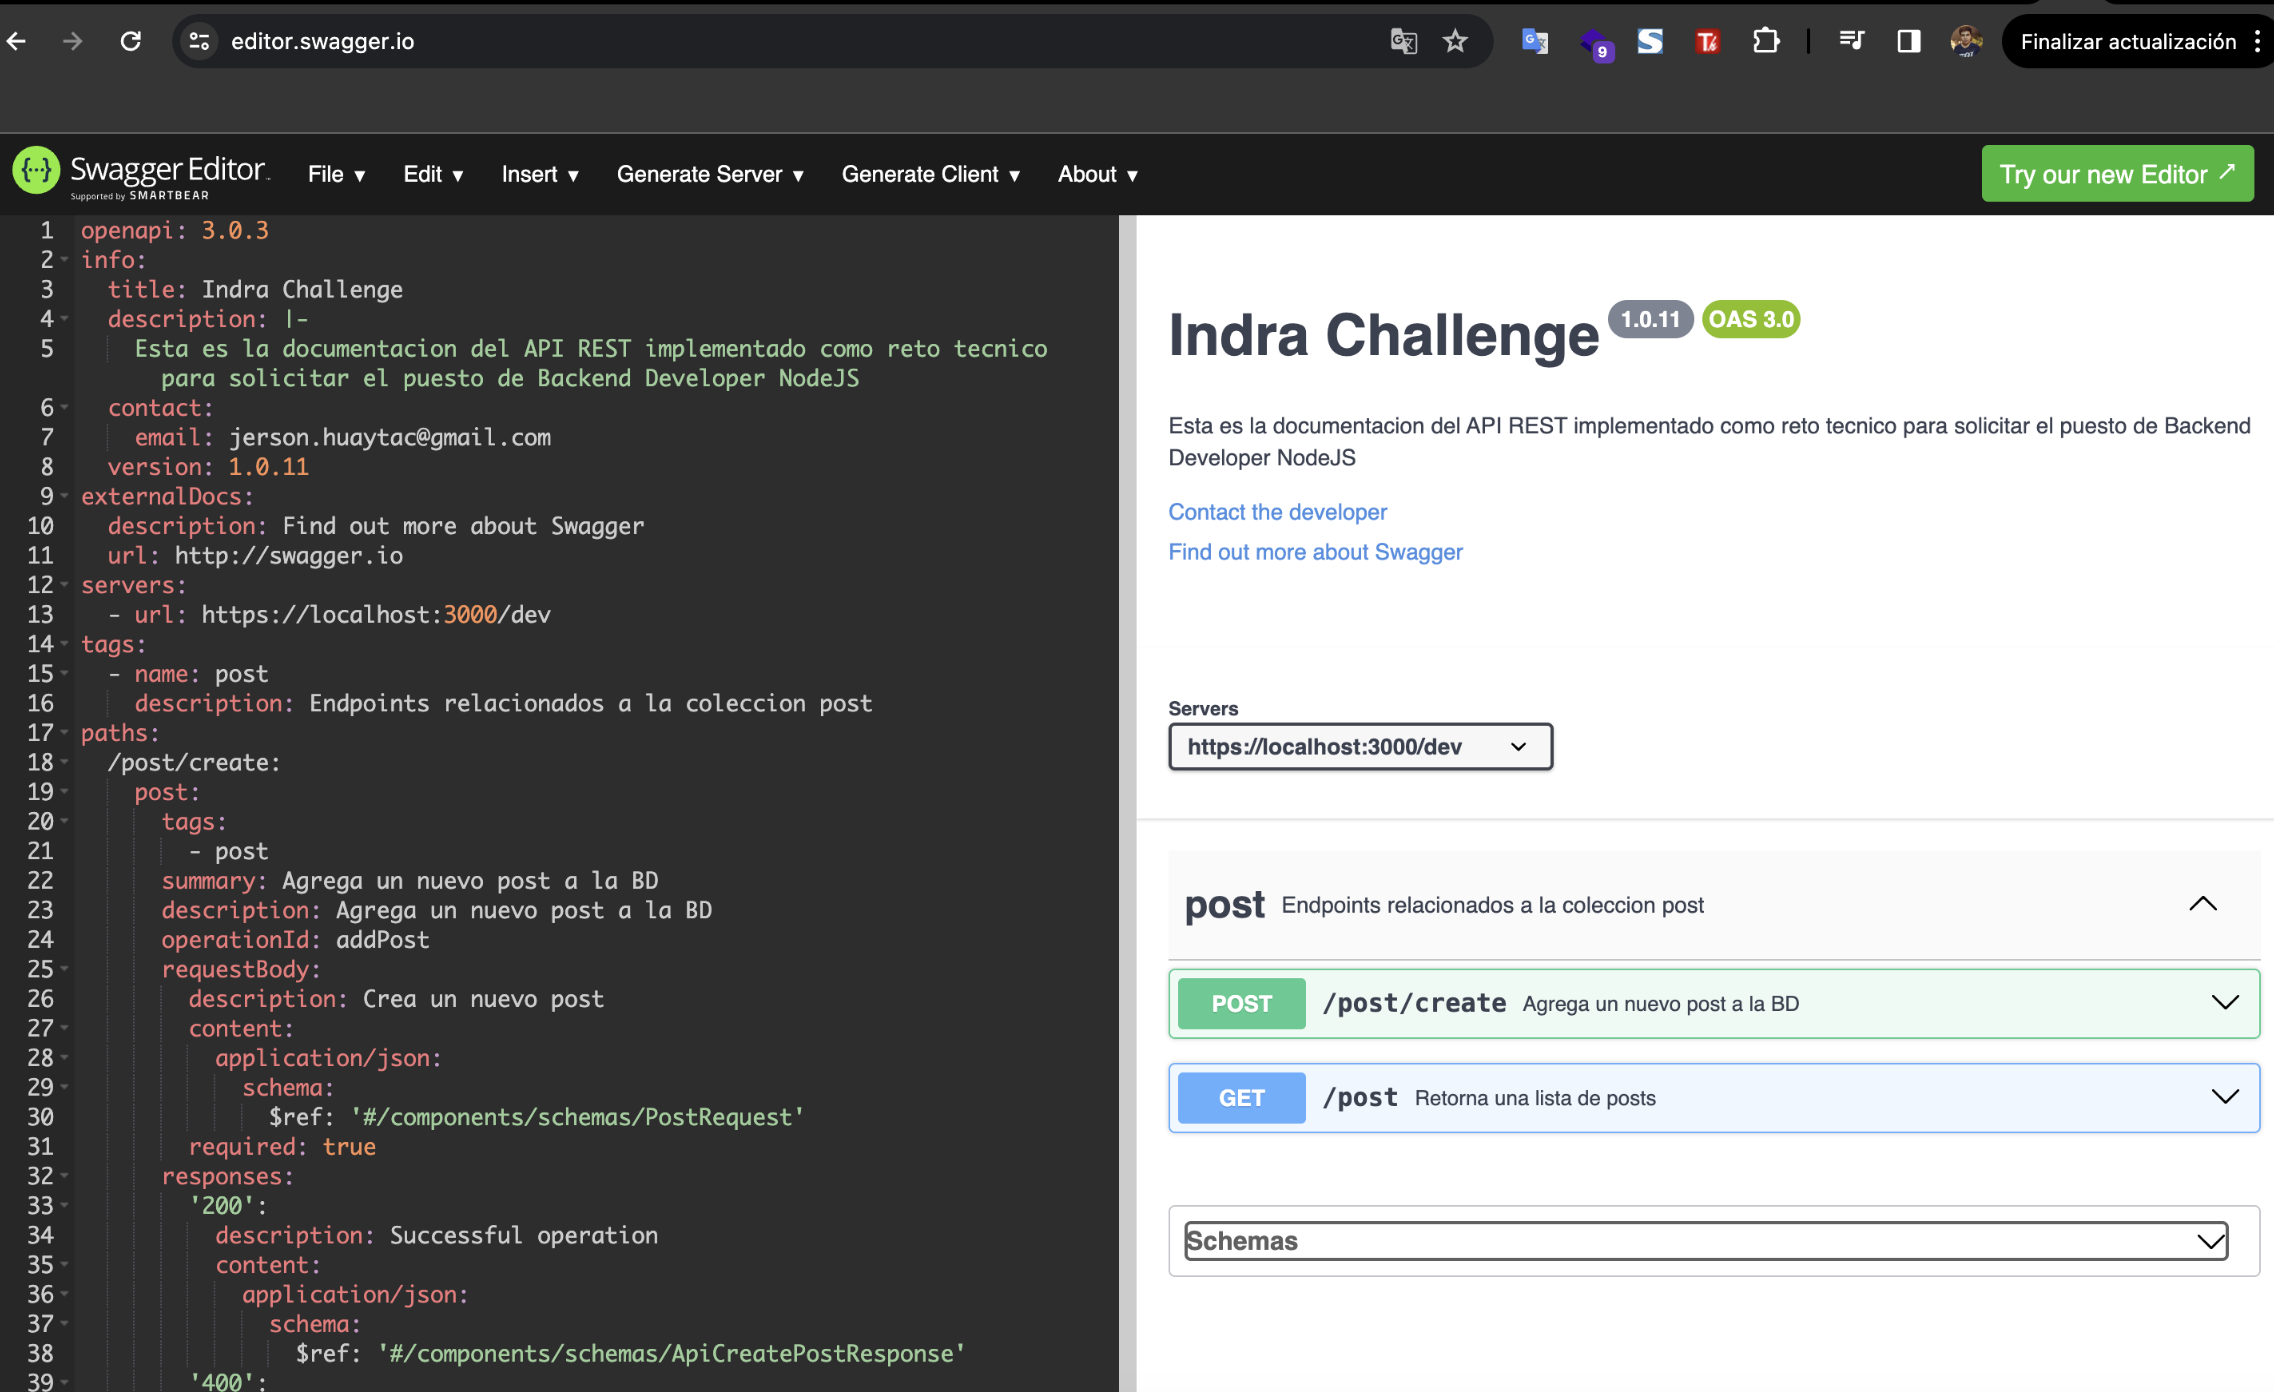 editor.swagger.io
9
Finalizar actualización
Swagger Editor
Supported by SMARTBEAR
File ▼ Edit ▼ Insert ▼ Generate Server ▼ Generate Client ▼ About ▼
Try our new Editor ↗
1 openapi: 3.0.3
2 info:
3 title: Indra Challenge
4 description: |-
5 Esta es la documentacion del API REST implementado como reto tecnico
para solicitar el puesto de Backend Developer NodeJS
6 contact:
7 email: jerson.huaytac@gmail.com
8 version: 1.0.11
9 externalDocs:
10 description: Find out more about Swagger
11 url: http://swagger.io
12 servers:
13 - url: https://localhost:3000/dev
14 tags:
15 - name: post
16 description: Endpoints relacionados a la coleccion post
17 paths:
18 /post/create:
19 post:
20 tags:
21 - post
22 summary: Agrega un nuevo post a la BD
23 description: Agrega un nuevo post a la BD
24 operationId: addPost
25 requestBody:
26 description: Crea un nuevo post
27 content:
28 application/json:
29 schema:
30 $ref: '#/components/schemas/PostRequest'
31 required: true
32 responses:
33 '200':
34 description: Successful operation
35 content:
36 application/json:
37 schema:
38 $ref: '#/components/schemas/ApiCreatePostResponse'
39 '400':
Indra Challenge 1.0.11 OAS 3.0
Esta es la documentacion del API REST implementado como reto tecnico para solicitar el puesto de Backend
Developer NodeJS
Contact the developer
Find out more about Swagger
Servers
https://localhost:3000/dev
post Endpoints relacionados a la coleccion post
POST /post/create Agrega un nuevo post a la BD
GET /post Retorna una lista de posts
Schemas